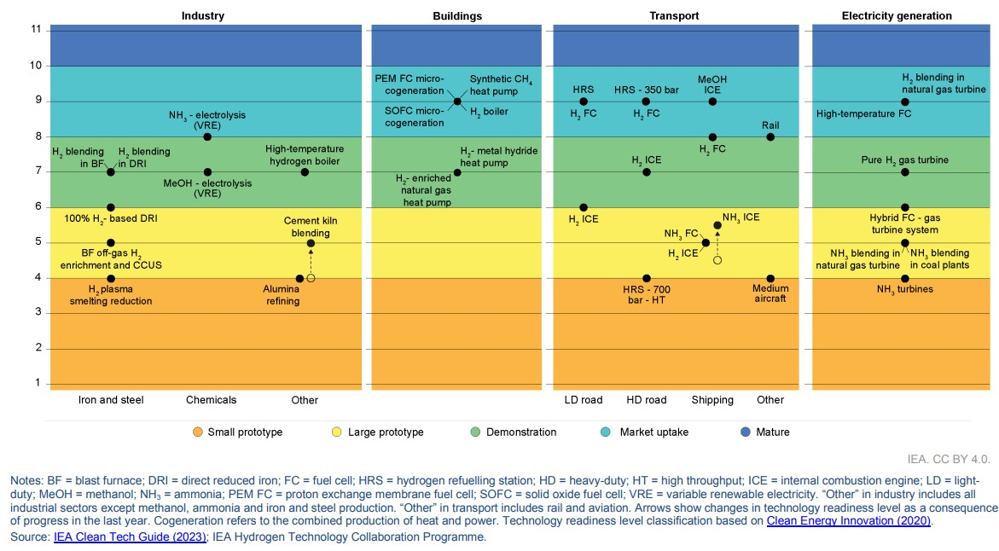 Industry
Buildings
Transport
Electricity generation
11
10
9
8
7
6
5
4
3
2
1
NH₃ - electrolysis
(VRE)
H₂ blending
in BF
H₂ blending
in DRI
High-temperature
hydrogen boiler
MeOH - electrolysis
(VRE)
100% H₂- based DRI
Cement kiln
blending
BF off-gas H₂
enrichment and CCUS
H₂ plasma
smelting reduction
Alumina
refining
Iron and steel
Chemicals
Other
PEM FC micro-
cogeneration
Synthetic CH₄
heat pump
SOFC micro-
cogeneration
H₂ boiler
H₂- metal hydride
heat pump
H₂- enriched
natural gas
heat pump
HRS
H₂ FC
HRS - 350 bar
H₂ FC
MeOH
ICE
Rail
H₂ FC
H₂ ICE
H₂ ICE
NH₃ ICE
NH₃ FC
H₂ ICE
HRS - 700
bar - HT
Medium
aircraft
LD road
HD road
Shipping
Other
H₂ blending in
natural gas turbine
High-temperature FC
Pure H₂ gas turbine
Hybrid FC - gas
turbine system
NH₃ blending in
natural gas turbine
NH₃ blending
in coal plants
NH₃ turbines
Small prototype
Large prototype
Demonstration
Market uptake
Mature
IEA. CC BY 4.0.
Notes: BF = blast furnace; DRI = direct reduced iron; FC = fuel cell; HRS = hydrogen refuelling station; HD = heavy-duty; HT = high throughput; ICE = internal combustion engine; LD = light-
duty; MeOH = methanol; NH₃ = ammonia; PEM FC = proton exchange membrane fuel cell; SOFC = solid oxide fuel cell; VRE = variable renewable electricity. “Other” in industry includes all
industrial sectors except methanol, ammonia and iron and steel production. “Other” in transport includes rail and aviation. Arrows show changes in technology readiness level as a consequence
of progress in the last year. Cogeneration refers to the combined production of heat and power. Technology readiness level classification based on Clean Energy Innovation (2020).
Source: IEA Clean Tech Guide (2023); IEA Hydrogen Technology Collaboration Programme.